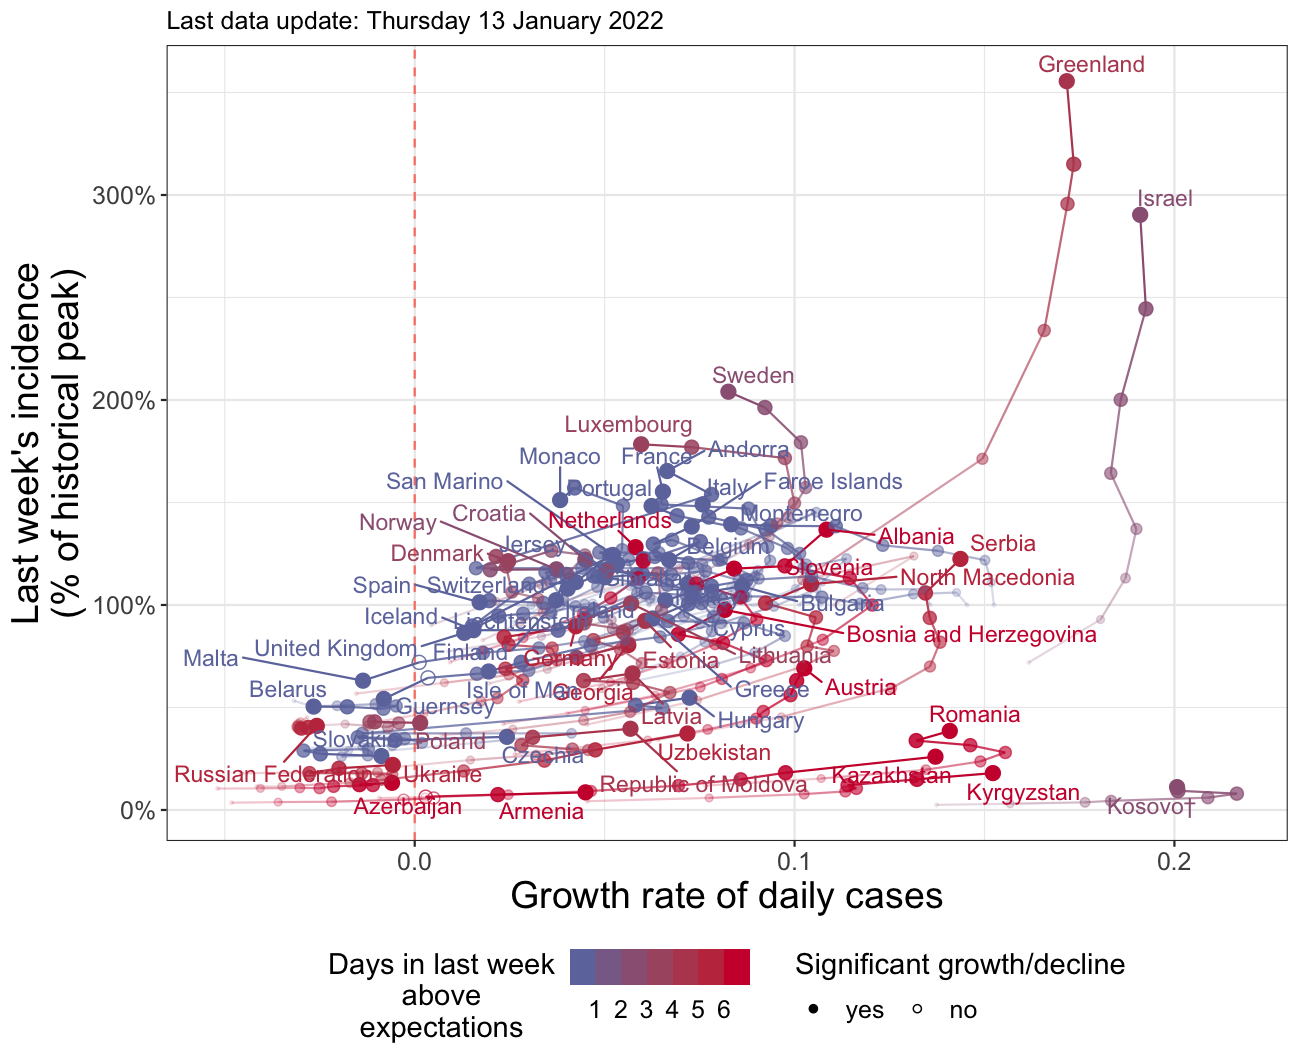 Last data update: Thursday 13 January 2022
Last week's incidence
(% of historical peak)
300%
200%
100%
0%
Greenland
Israel
Sweden
Luxembourg
Monaco
France
Andorra
San Marino
Portugal
Italy
Faroe Islands
Croatia
Norway
Netherlands
Montenegro
Albania
Denmark
Jersey
Belgium
Serbia
Slovenia
North Macedonia
Spain
Switzerland
Bulgaria
Iceland
Liechtenstein
Ireland
Cyprus
Bosnia and Herzegovina
United Kingdom
Finland
Germany
Estonia
Lithuania
Malta
Belarus
Isle of Man
Georgia
Greece
Austria
Guernsey
Latvia
Hungary
Romania
Slovakia
Poland
Czechia
Uzbekistan
Russian Federation
Ukraine
Republic of Moldova
Kazakhstan
Kyrgyzstan
Azerbaijan
Armenia
Kosovo†
0.0
0.1
0.2
Growth rate of daily cases
Days in last week
above
expectations
1 2 3 4 5 6
Significant growth/decline
yes
no